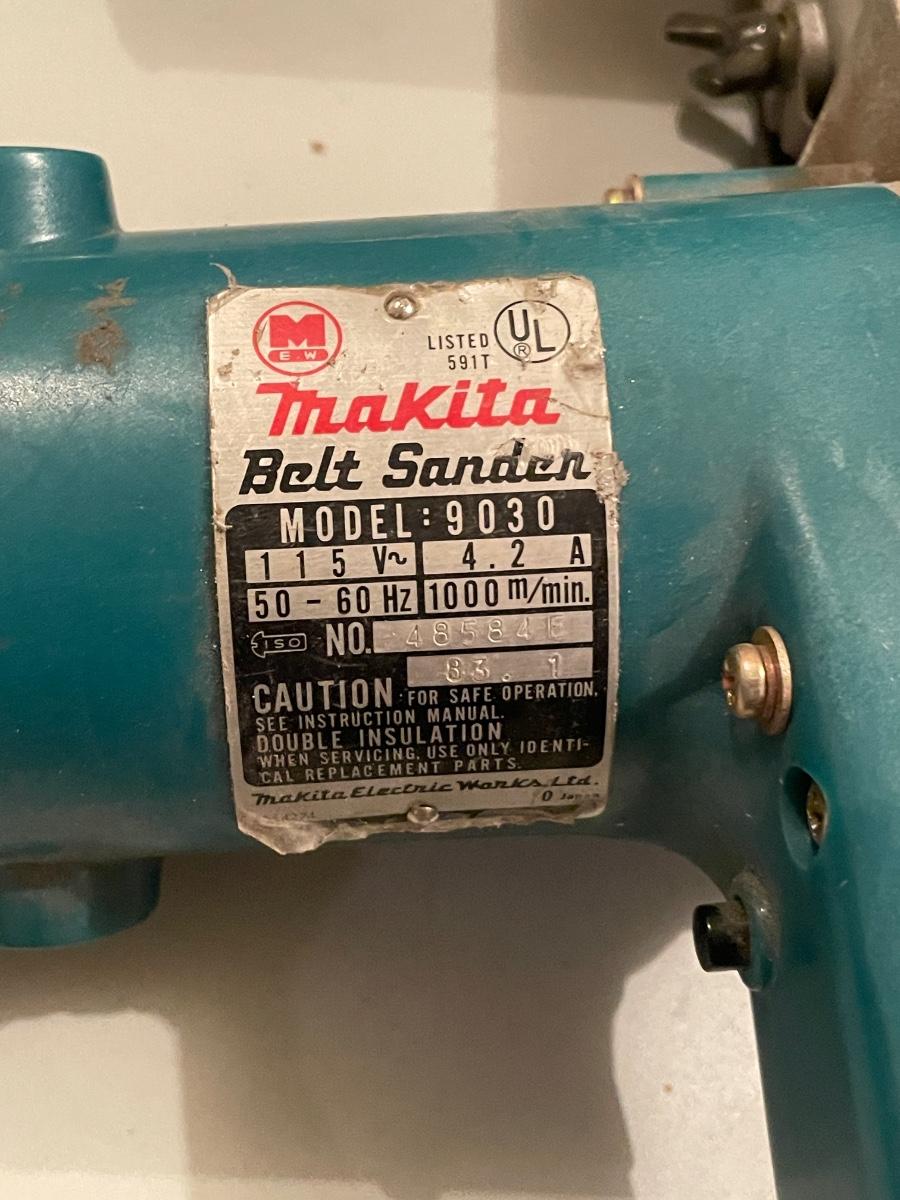 M
E.W
LISTED
591T
UL
®
Makita
Belt Sander
MODEL: 9030
115 V~ 4.2 A
50 - 60 Hz 1000 m/min.
ISO NO. 48584E
83. 1
CAUTION: FOR SAFE OPERATION,
SEE INSTRUCTION MANUAL.
DOUBLE INSULATION
WHEN SERVICING, USE ONLY IDENTI-
CAL REPLACEMENT PARTS.
Makita Electric Works, Ltd.
Japan